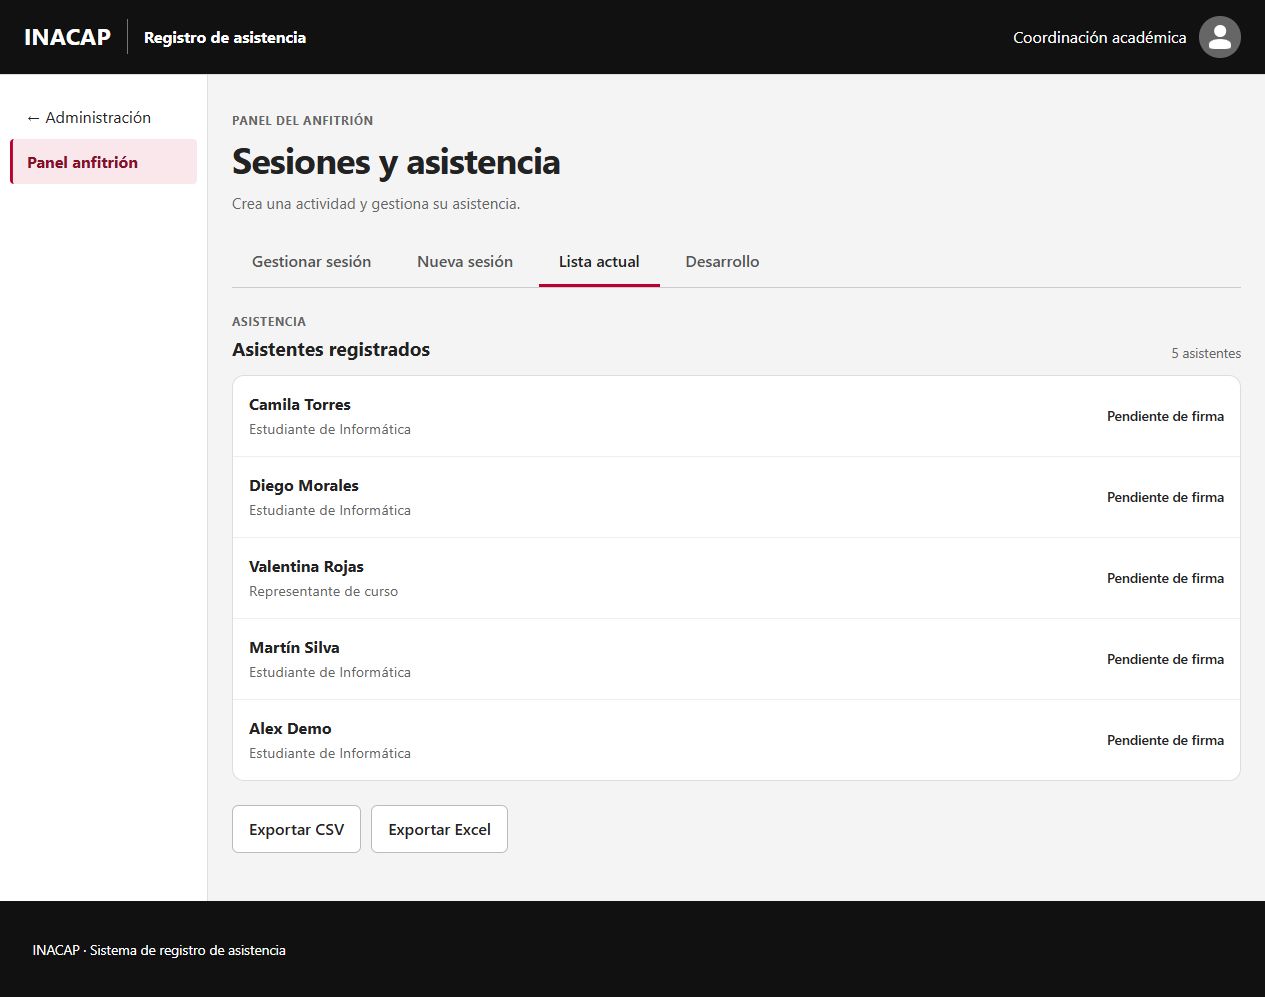 INACAP
Registro de asistencia
Coordinación académica
← Administración
Panel anfitrión
PANEL DEL ANFITRIÓN
Sesiones y asistencia
Crea una actividad y gestiona su asistencia.
Gestionar sesión
Nueva sesión
Lista actual
Desarrollo
ASISTENCIA
Asistentes registrados
5 asistentes
Camila Torres
Estudiante de Informática
Pendiente de firma
Diego Morales
Estudiante de Informática
Pendiente de firma
Valentina Rojas
Representante de curso
Pendiente de firma
Martín Silva
Estudiante de Informática
Pendiente de firma
Alex Demo
Estudiante de Informática
Pendiente de firma
Exportar CSV
Exportar Excel
INACAP · Sistema de registro de asistencia